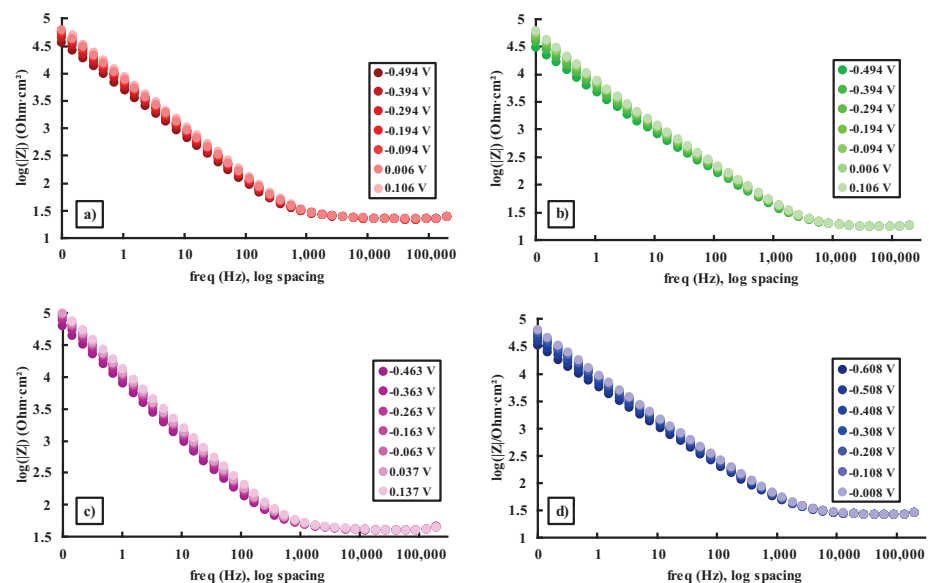 5
4.5
4
3.5
3
2.5
2
1.5
1
log(|Z|) (Ohm·cm²)
-0.494 V
-0.394 V
-0.294 V
-0.194 V
-0.094 V
0.006 V
0.106 V
a)
0 1 10 100 1,000 10,000 100,000
freq (Hz), log spacing
5
4.5
4
3.5
3
2.5
2
1.5
1
log(|Z|) (Ohm·cm²)
-0.494 V
-0.394 V
-0.294 V
-0.194 V
-0.094 V
0.006 V
0.106 V
b)
0 1 10 100 1,000 10,000 100,000
freq (Hz), log spacing
5
4.5
4
3.5
3
2.5
2
1.5
log(|Z|) (Ohm·cm²)
-0.463 V
-0.363 V
-0.263 V
-0.163 V
-0.063 V
0.037 V
0.137 V
c)
0 1 10 100 1,000 10,000 100,000
freq (Hz), log spacing
5
4.5
4
3.5
3
2.5
2
1.5
1
log(|Z|/Ohm·cm²)
-0.608 V
-0.508 V
-0.408 V
-0.308 V
-0.208 V
-0.108 V
-0.008 V
d)
0 1 10 100 1,000 10,000 100,000
freq (Hz), log spacing